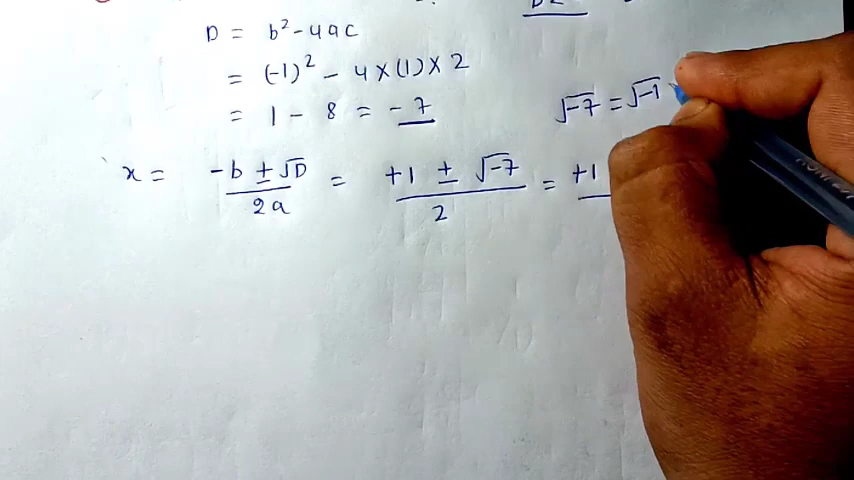 D = b² - 4ac
= (-1)² - 4×(1)×2
= 1 - 8 = -7
√-7 = √-1
x = (-b ± √D)/2a = (+1 ± √-7)/2 = +1